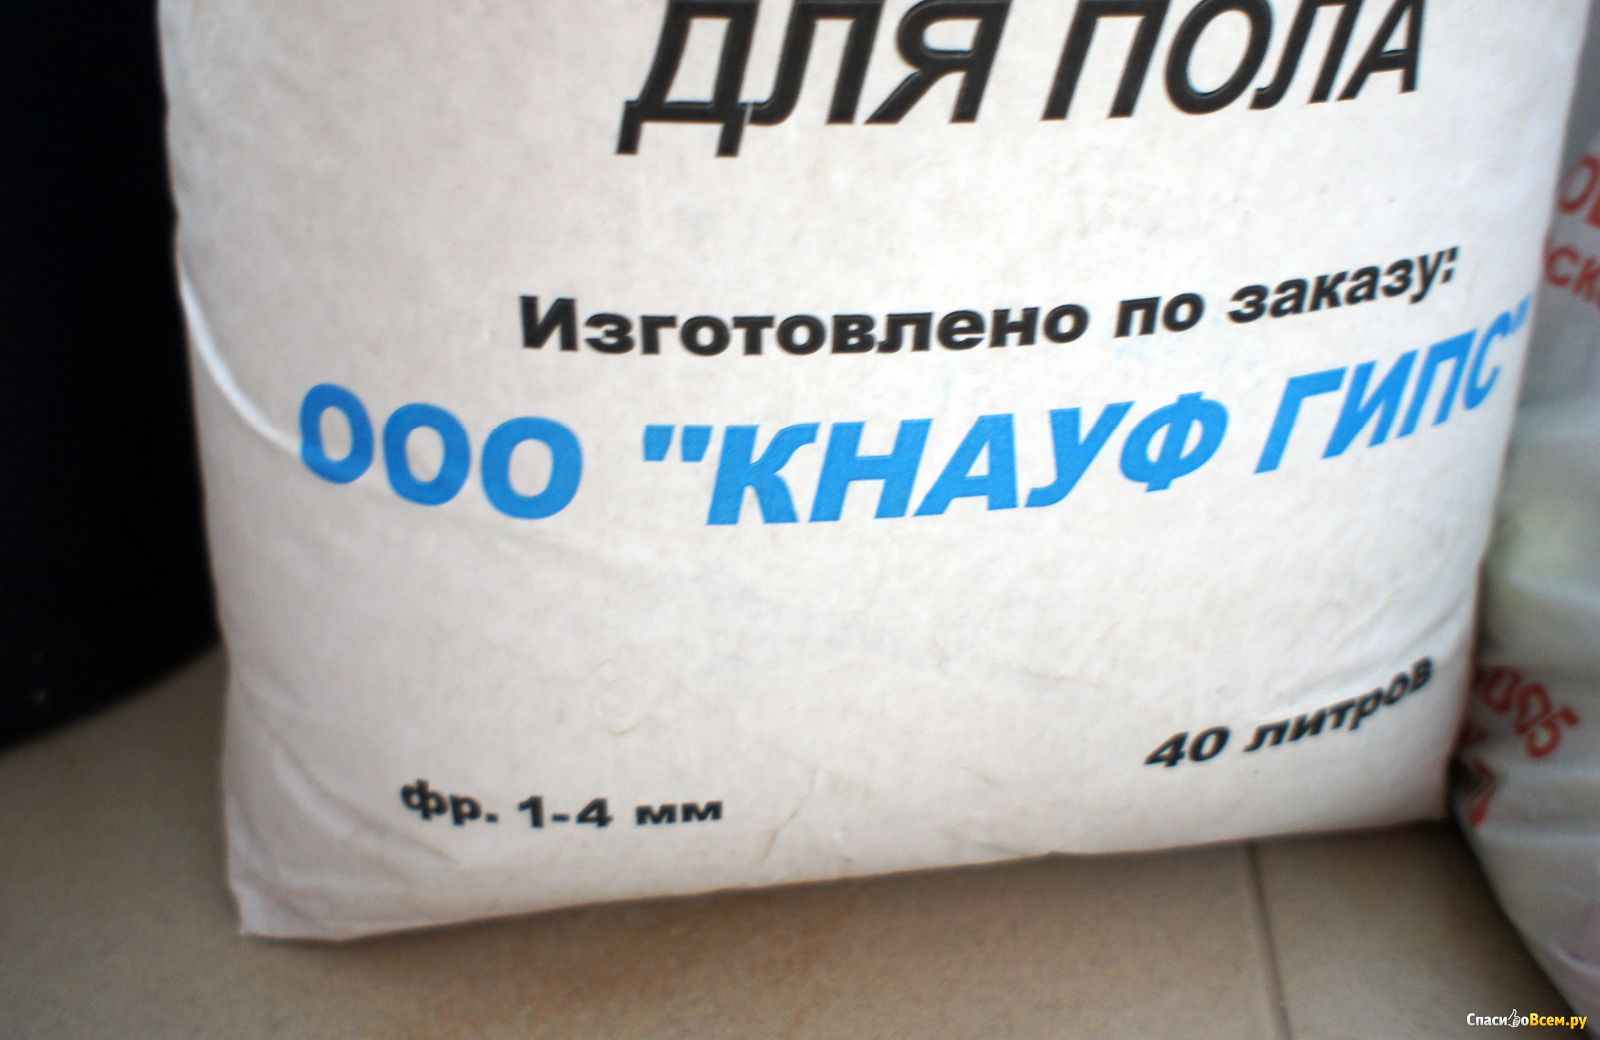 ДЛЯ ПОЛА
Изготовлено по заказу:
ООО "КНАУФ ГИПС"
40 литров
фр. 1-4 мм
СпасибоВсем.ру